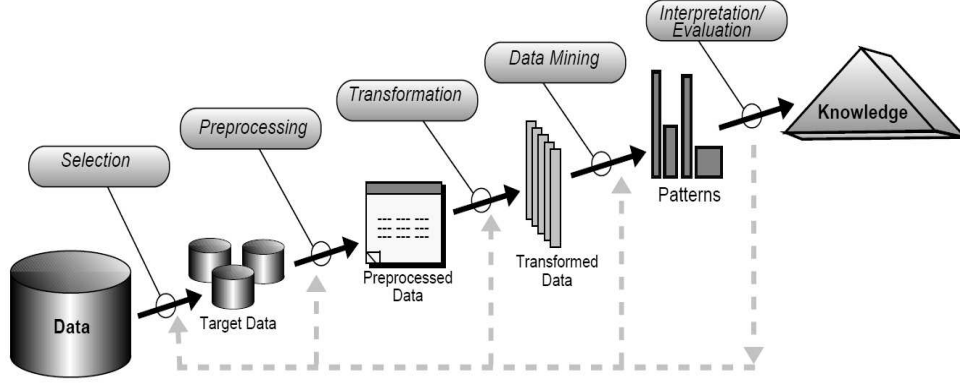 Interpretation/
Evaluation
Data Mining
Transformation
Preprocessing
Selection
Knowledge
Patterns
Transformed
Data
Preprocessed
Data
Target Data
Data